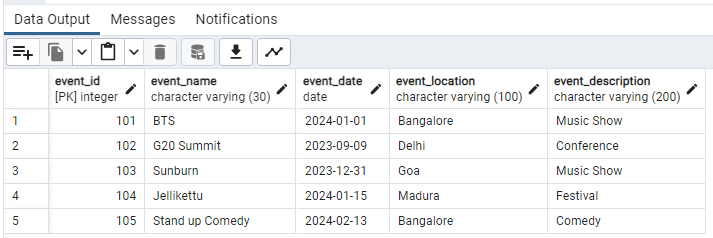 Data Output Messages Notifications
event_id event_name event_date event_location event_description
[PK] integer character varying (30) date character varying (100) character varying (200)
1 101 BTS 2024-01-01 Bangalore Music Show
2 102 G20 Summit 2023-09-09 Delhi Conference
3 103 Sunburn 2023-12-31 Goa Music Show
4 104 Jellikettu 2024-01-15 Madura Festival
5 105 Stand up Comedy 2024-02-13 Bangalore Comedy